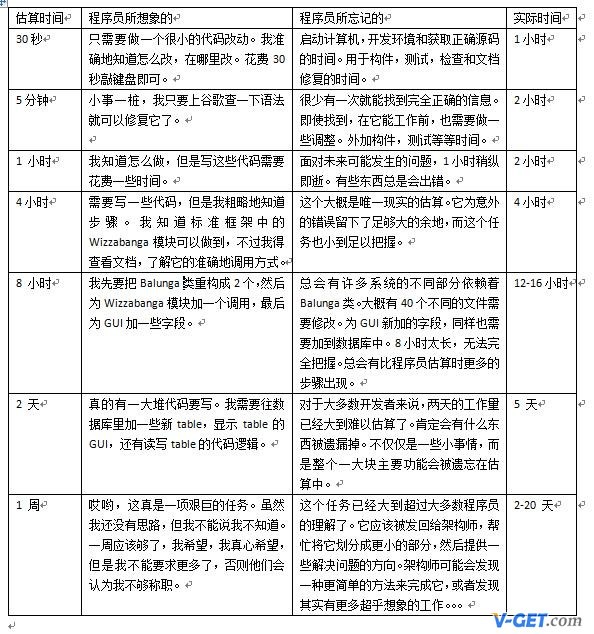 估算时间 程序员所想象的 程序员所忘记的 实际时间
30 秒 只需要做一个很小的代码改动。我准 启动计算机，开发环境和获取正确源码 1 小时
确地知道怎么改，在哪里改。花费 30 的时间。用于构件，测试，检查和文档
秒敲键盘即可。 修复的时间。
5 分钟 小事一桩，我只要上谷歌查一下语法 很少有一次就能找到完全正确的信息。 2 小时
就可以修复它了。 即使找到，在它能工作前，也需要做一
些调整。外加构件，测试等等时间。
1 小时 我知道怎么做，但是写这些代码需要 面对未来可能发生的问题，1 小时稍纵 2 小时
花费一些时间。 即逝。有些东西总是会出错。
4 小时 需要写一些代码，但是我粗略地知道 这个大概是唯一现实的估算。它为意外 4 小时
步骤。我知道标准框架中的 的错误留下了足够大的余地，而这个任
Wizzabanga 模块可以做到，不过我得 务也小到足以把握。
查看文档，了解它的准确地调用方式。
8 小时 我先要把 Balunga 类重构成 2 个，然后 总会有许多系统的不同部分依赖着 12-16 小时
为 Wizzabanga 模块加一个调用，最后 Balunga 类。大概有 40 个不同的文件需
为 GUI 加一些字段。 要修改。为 GUI 新加的字段，同样也需
要加到数据库中。8 小时太长，无法完
全把握。总会有比程序员估算时更多的
步骤出现。
2 天 真的有一大堆代码要写。我需要往数 对于大多数开发者来说，两天的工作量 5 天
据库里加一些新 table，显示 table 的 已经大到难以估算了。肯定会有什么东
GUI，还有读写 table 的代码逻辑。 西被遗漏掉。不仅仅是一些小事情，而
是整个一大块主要功能会被遗忘在估
算中。
1 周 哎哟，这真是一项艰巨的任务。虽然 这个任务已经大到超过大多数程序员 2-20 天
我还没有思路，但我不能说我不知道。 的理解了。它应该被发回给架构师，帮
一周应该够了，我希望，我真心希望， 忙将它划分成更小的部分，然后提供一
但是我不能要求更多了，否则他们会 些解决问题的方向。架构师可能会发现
认为我不够称职。 一种更简单的方法来完成它，或者发现
其实有更多超乎想象的工作。。。
V-GET.com